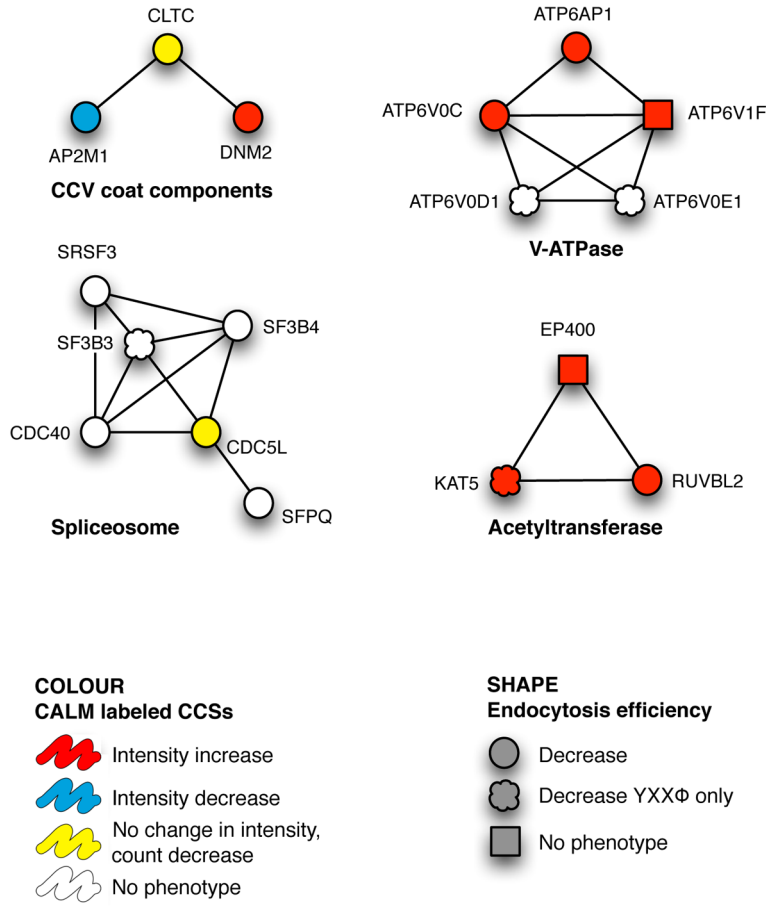 CLTC
AP2M1
DNM2
CCV coat components
ATP6AP1
ATP6V0C
ATP6V1F
ATP6V0D1
ATP6V0E1
V-ATPase
SRSF3
SF3B3
SF3B4
CDC40
CDC5L
SFPQ
Spliceosome
EP400
KAT5
RUVBL2
Acetyltransferase
COLOUR
CALM labeled CCSs
Intensity increase
Intensity decrease
No change in intensity,
count decrease
No phenotype
SHAPE
Endocytosis efficiency
Decrease
Decrease YXXΦ only
No phenotype